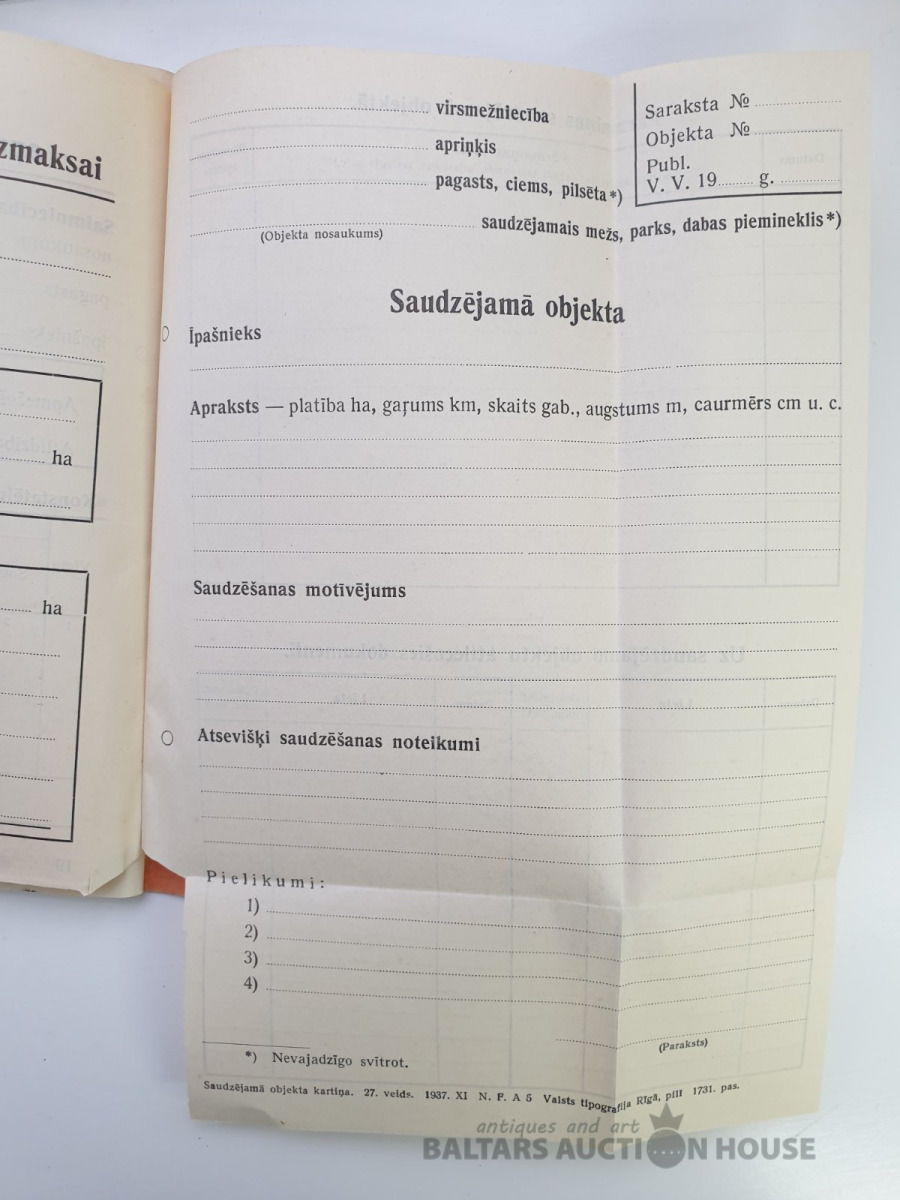 zmaksai
ha
ha
virsmežniecība
apriņķis
pagasts, ciems, pilsēta*)
saudzējamais mežs, parks, dabas piemineklis*)
(Objekta nosaukums)
Saraksta №
Objekta №
Publ.
V. V. 19 g.
Saudzējamā objekta
Īpašnieks
Apraksts — platība ha, gaŗums km, skaits gab., augstums m, caurmērs cm u. c.
Saudzēšanas motīvējums
Atsevišķi saudzēšanas noteikumi
Pielikumi:
1)
2)
3)
4)
(Paraksts)
*) Nevajadzīgo svītrot.
Saudzējamā objekta kartiņa. 27. veids. 1937. XI N. F. A 5 Valsts tipografija Rīgā, pilī 1731. pas.
antiques and art
BALTARS AUCTION HOUSE